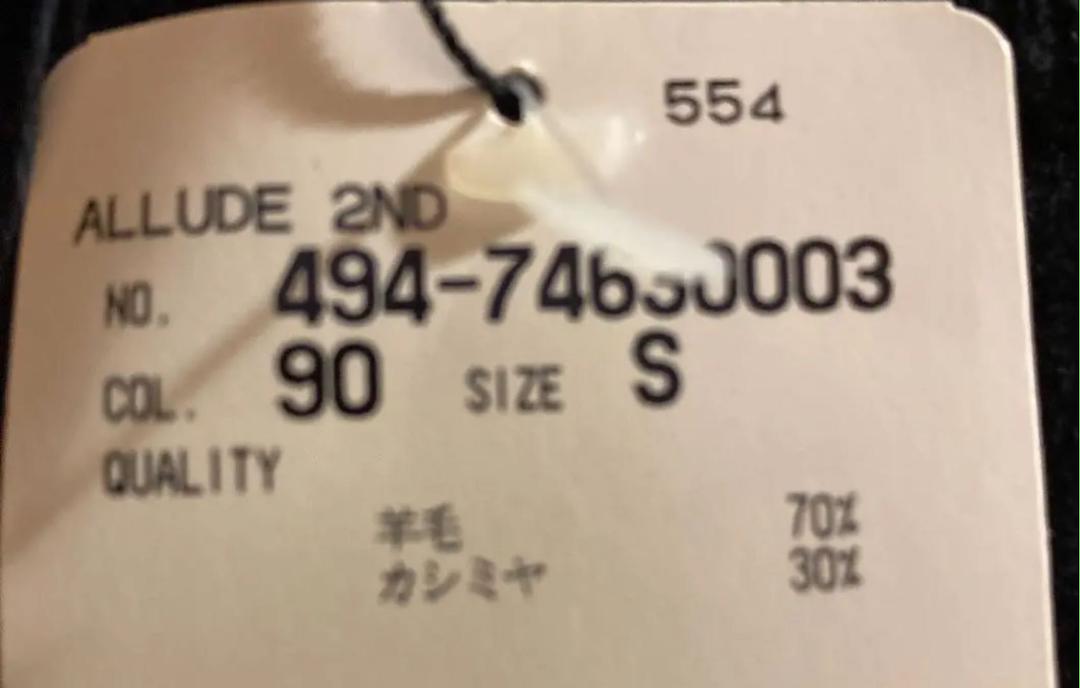 554
ALLUDE 2ND
NO. 
COL. 90 SIZE S
QUALITY
羊毛 70%
カシミヤ 30%